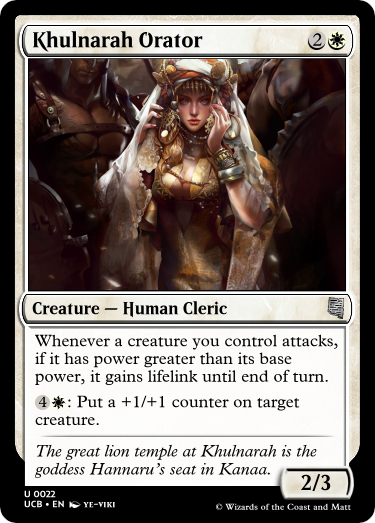 Khulnarah Orator 2
Creature — Human Cleric
Whenever a creature you control attacks,
if it has power greater than its base
power, it gains lifelink until end of turn.
4 : Put a +1/+1 counter on target
creature.
The great lion temple at Khulnarah is the
goddess Hannaru's seat in Kanaa.
2/3
U 0022
UCB • EN YE-VIKI
© Wizards of the Coast and Matt